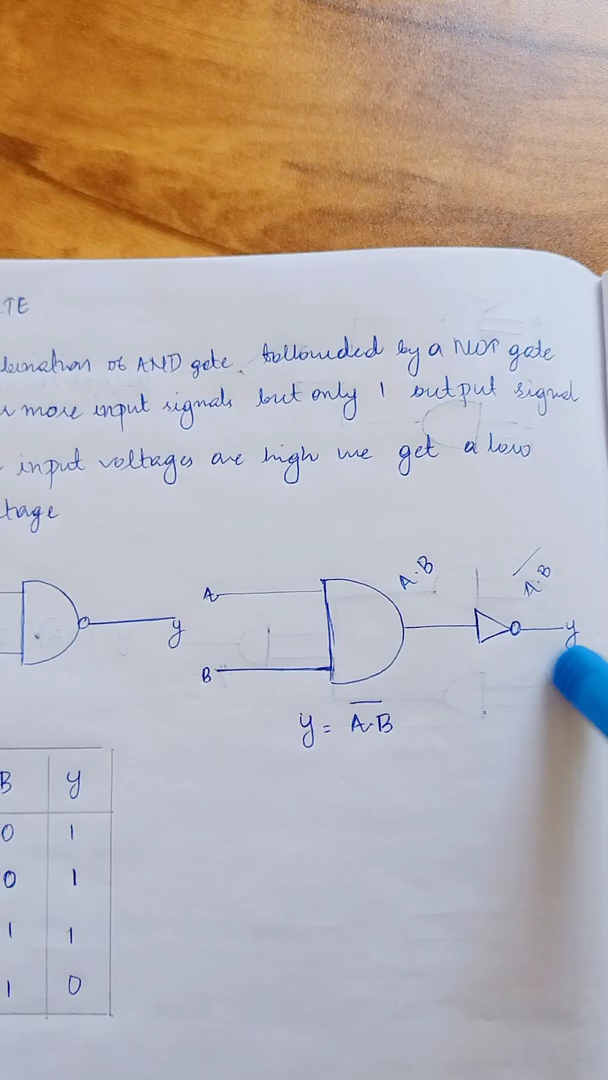 TE
bination of AND gate. followded by a NOT gate
more input signals but only 1 output signal
input voltages are high we get a low
tage
A
A.B
A.B
y
y
B
y = A.B
B y
0 1
0 1
1 1
1 0